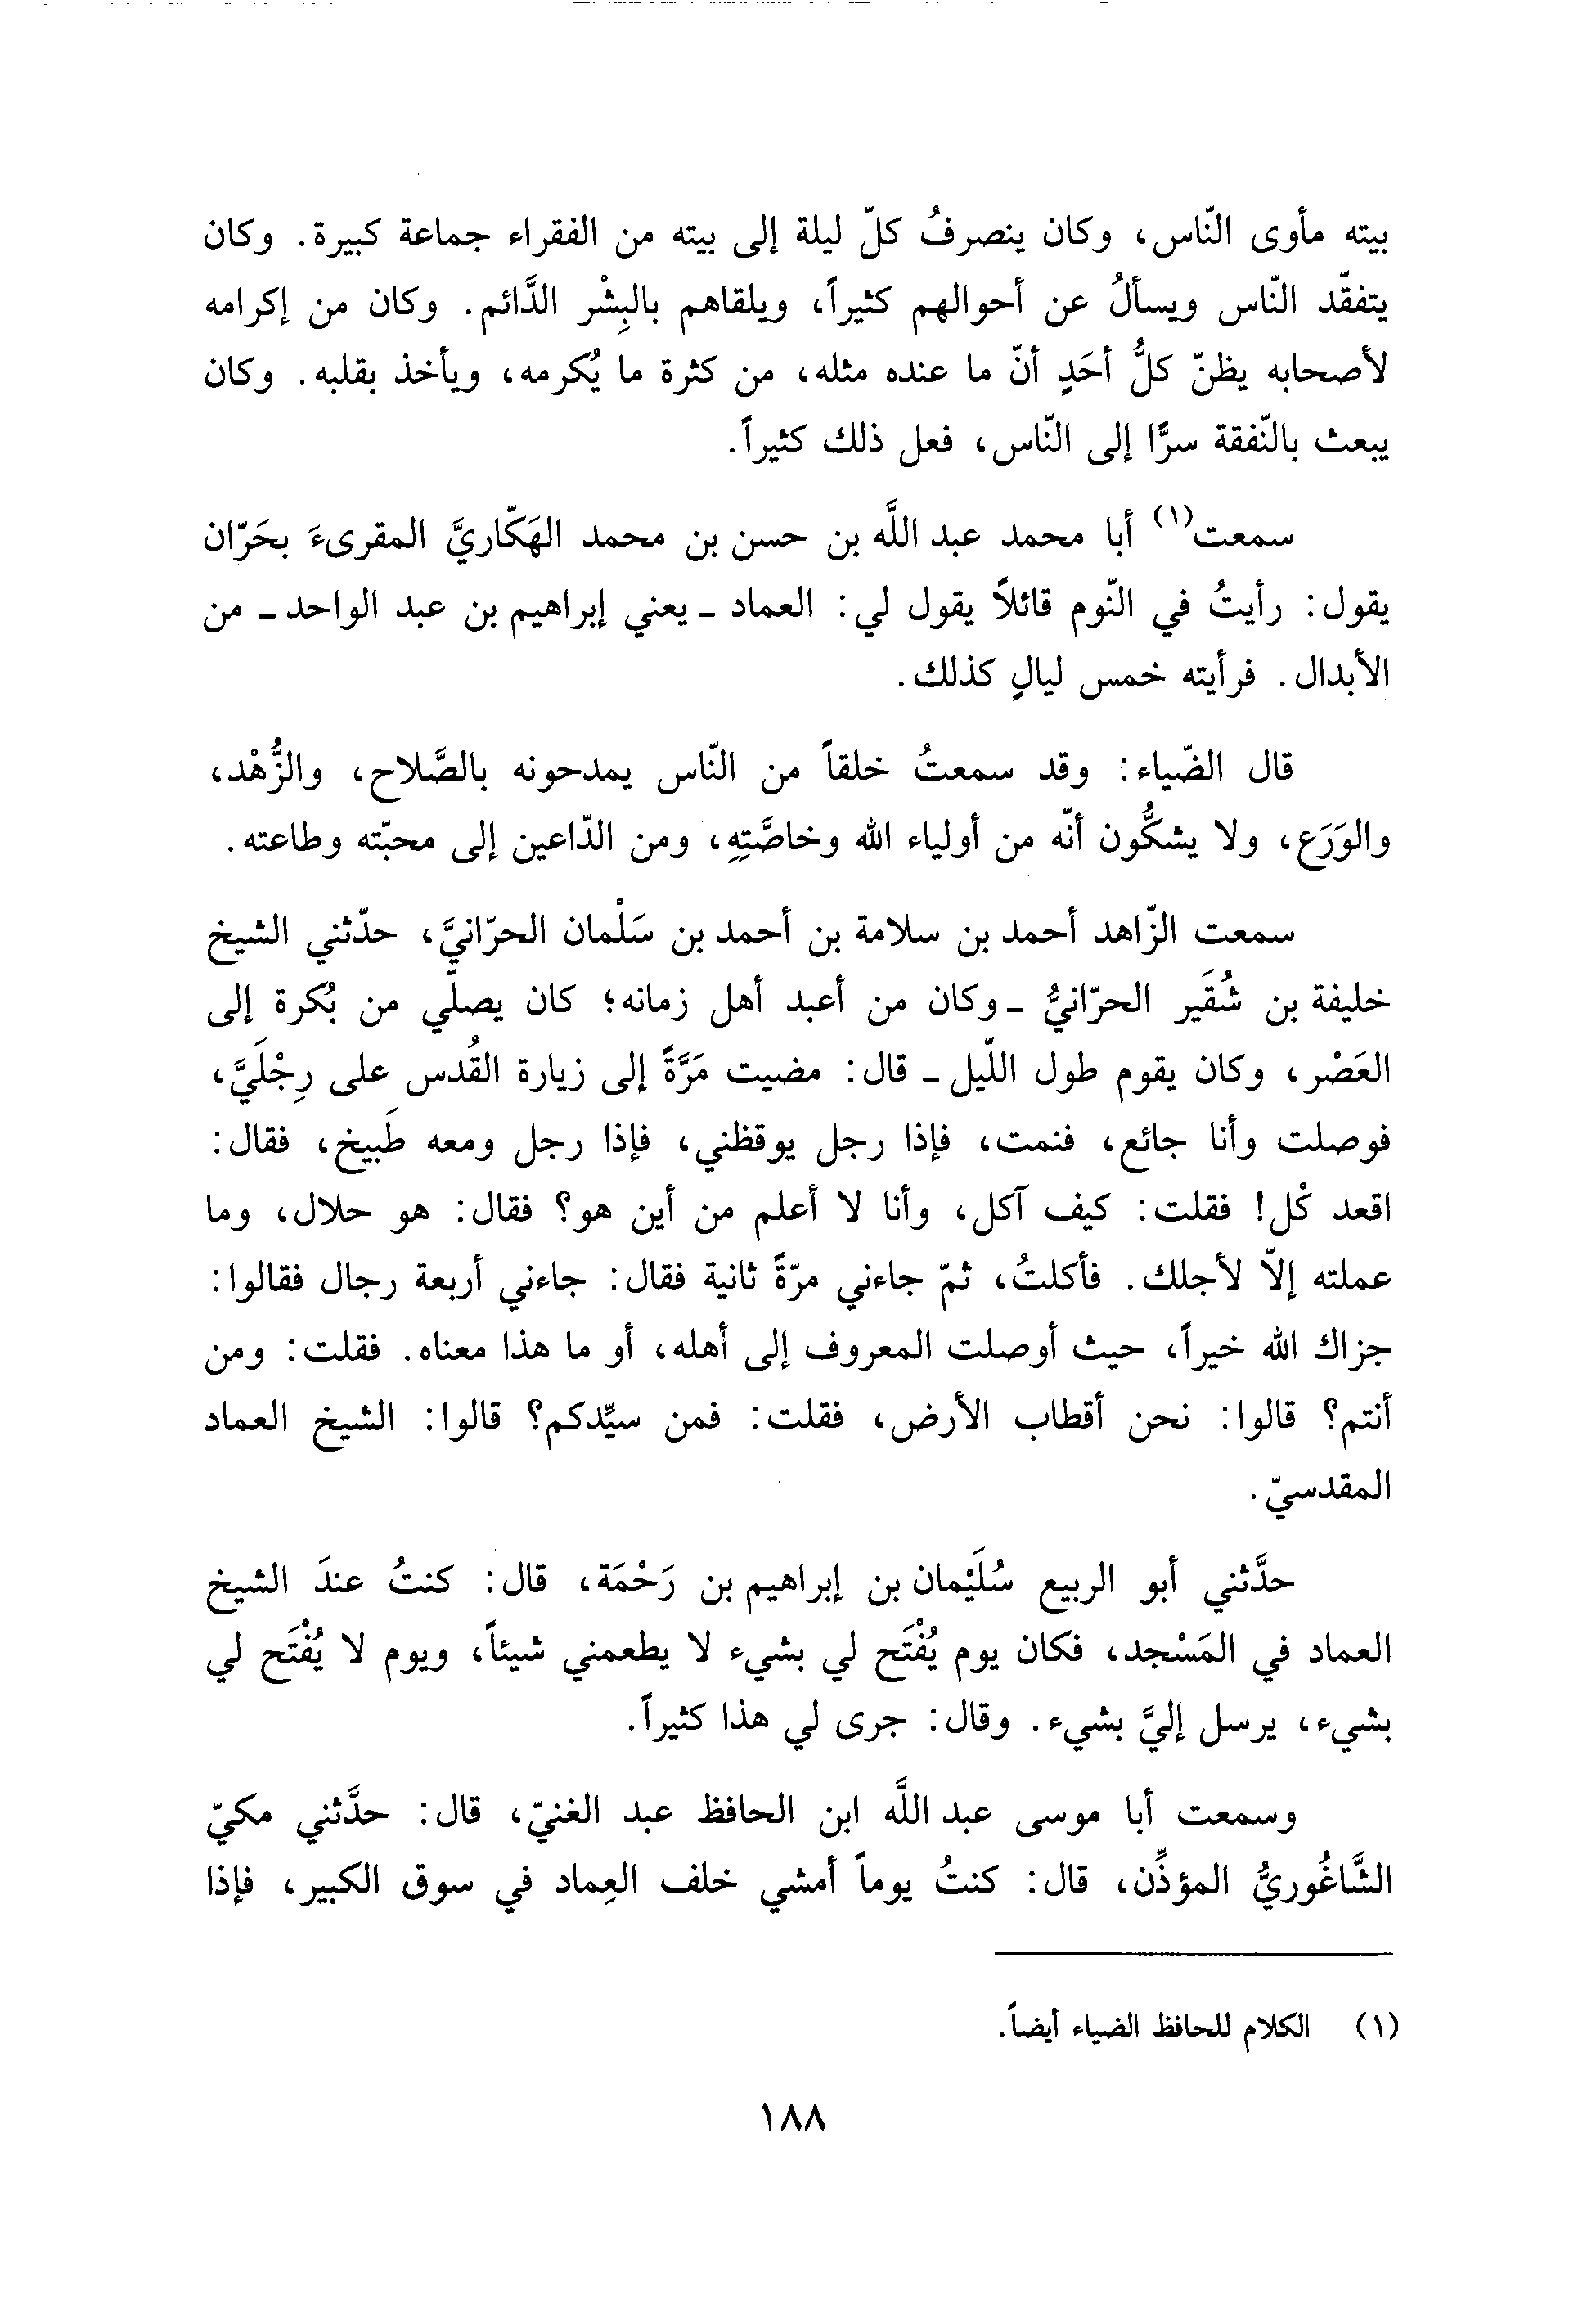 بيته مأوى النّاس، وكان ينصرفُ كلّ ليلة إلى بيته من الفقراء جماعة كبيرة. وكان
يتفقّد النّاس ويسألُ عن أحوالهم كثيراً، ويلقاهم بالبِشْر الدَّائم. وكان من إكرامه
لأصحابه يظنّ كلُّ أحَدٍ أنّ ما عنده مثله، من كثرة ما يُكرمه، ويأخذ بقلبه. وكان
يبعث بالنّفقة سرًّا إلى النّاس، فعل ذلك كثيراً.
سمعت(١) أبا محمد عبد اللَّه بن حسن بن محمد الهَكّاريَّ المقرىءَ بحَرّان
يقول: رأيتُ في النّوم قائلاً يقول لي: العماد ـ يعني إبراهيم بن عبد الواحد ـ من
الأبدال. فرأيته خمس ليالٍ كذلك.
قال الضّياء: وقد سمعتُ خلقاً من النّاس يمدحونه بالصَّلاح، والزُّهْد،
والوَرَع، ولا يشكُّون أنّه من أولياء الله وخاصَّتِهِ، ومن الدّاعين إلى محبّته وطاعته.
سمعت الزّاهد أحمد بن سلامة بن أحمد بن سَلْمان الحرّانيَّ، حدّثني الشيخ
خليفة بن شُقَير الحرّانيُّ ـ وكان من أعبد أهل زمانه؛ كان يصلّي من بُكرة إلى
العَصْر، وكان يقوم طول اللّيل ـ قال: مضيت مَرَّةً إلى زيارة القُدس على رِجْلَيَّ،
فوصلت وأنا جائع، فنمت، فإذا رجل يوقظني، فإذا رجل ومعه طَبيخ، فقال:
اقعد كْل! فقلت: كيف آكل، وأنا لا أعلم من أين هو؟ فقال: هو حلال، وما
عملته إلاّ لأجلك. فأكلتُ، ثمّ جاءني مرّةً ثانية فقال: جاءني أربعة رجال فقالوا:
جزاك الله خيراً، حيث أوصلت المعروف إلى أهله، أو ما هذا معناه. فقلت: ومن
أنتم؟ قالوا: نحن أقطاب الأرض، فقلت: فمن سيِّدكم؟ قالوا: الشيخ العماد
المقدسيّ.
حدَّثني أبو الربيع سُلَيْمان بن إبراهيم بن رَحْمَة، قال: كنتُ عندَ الشيخ
العماد في المَسْجد، فكان يوم يُفْتَح لي بشيء لا يطعمني شيئاً، ويوم لا يُفْتَح لي
بشيء، يرسل إليَّ بشيء. وقال: جرى لي هذا كثيراً.
وسمعت أبا موسى عبد اللَّه ابن الحافظ عبد الغنيّ، قال: حدَّثني مكيّ
الشَّاغُوريُّ المؤذِّن، قال: كنتُ يوماً أمشي خلف العِماد في سوق الكبير، فإذا
(١) الكلام للحافظ الضياء أيضاً.
١٨٨